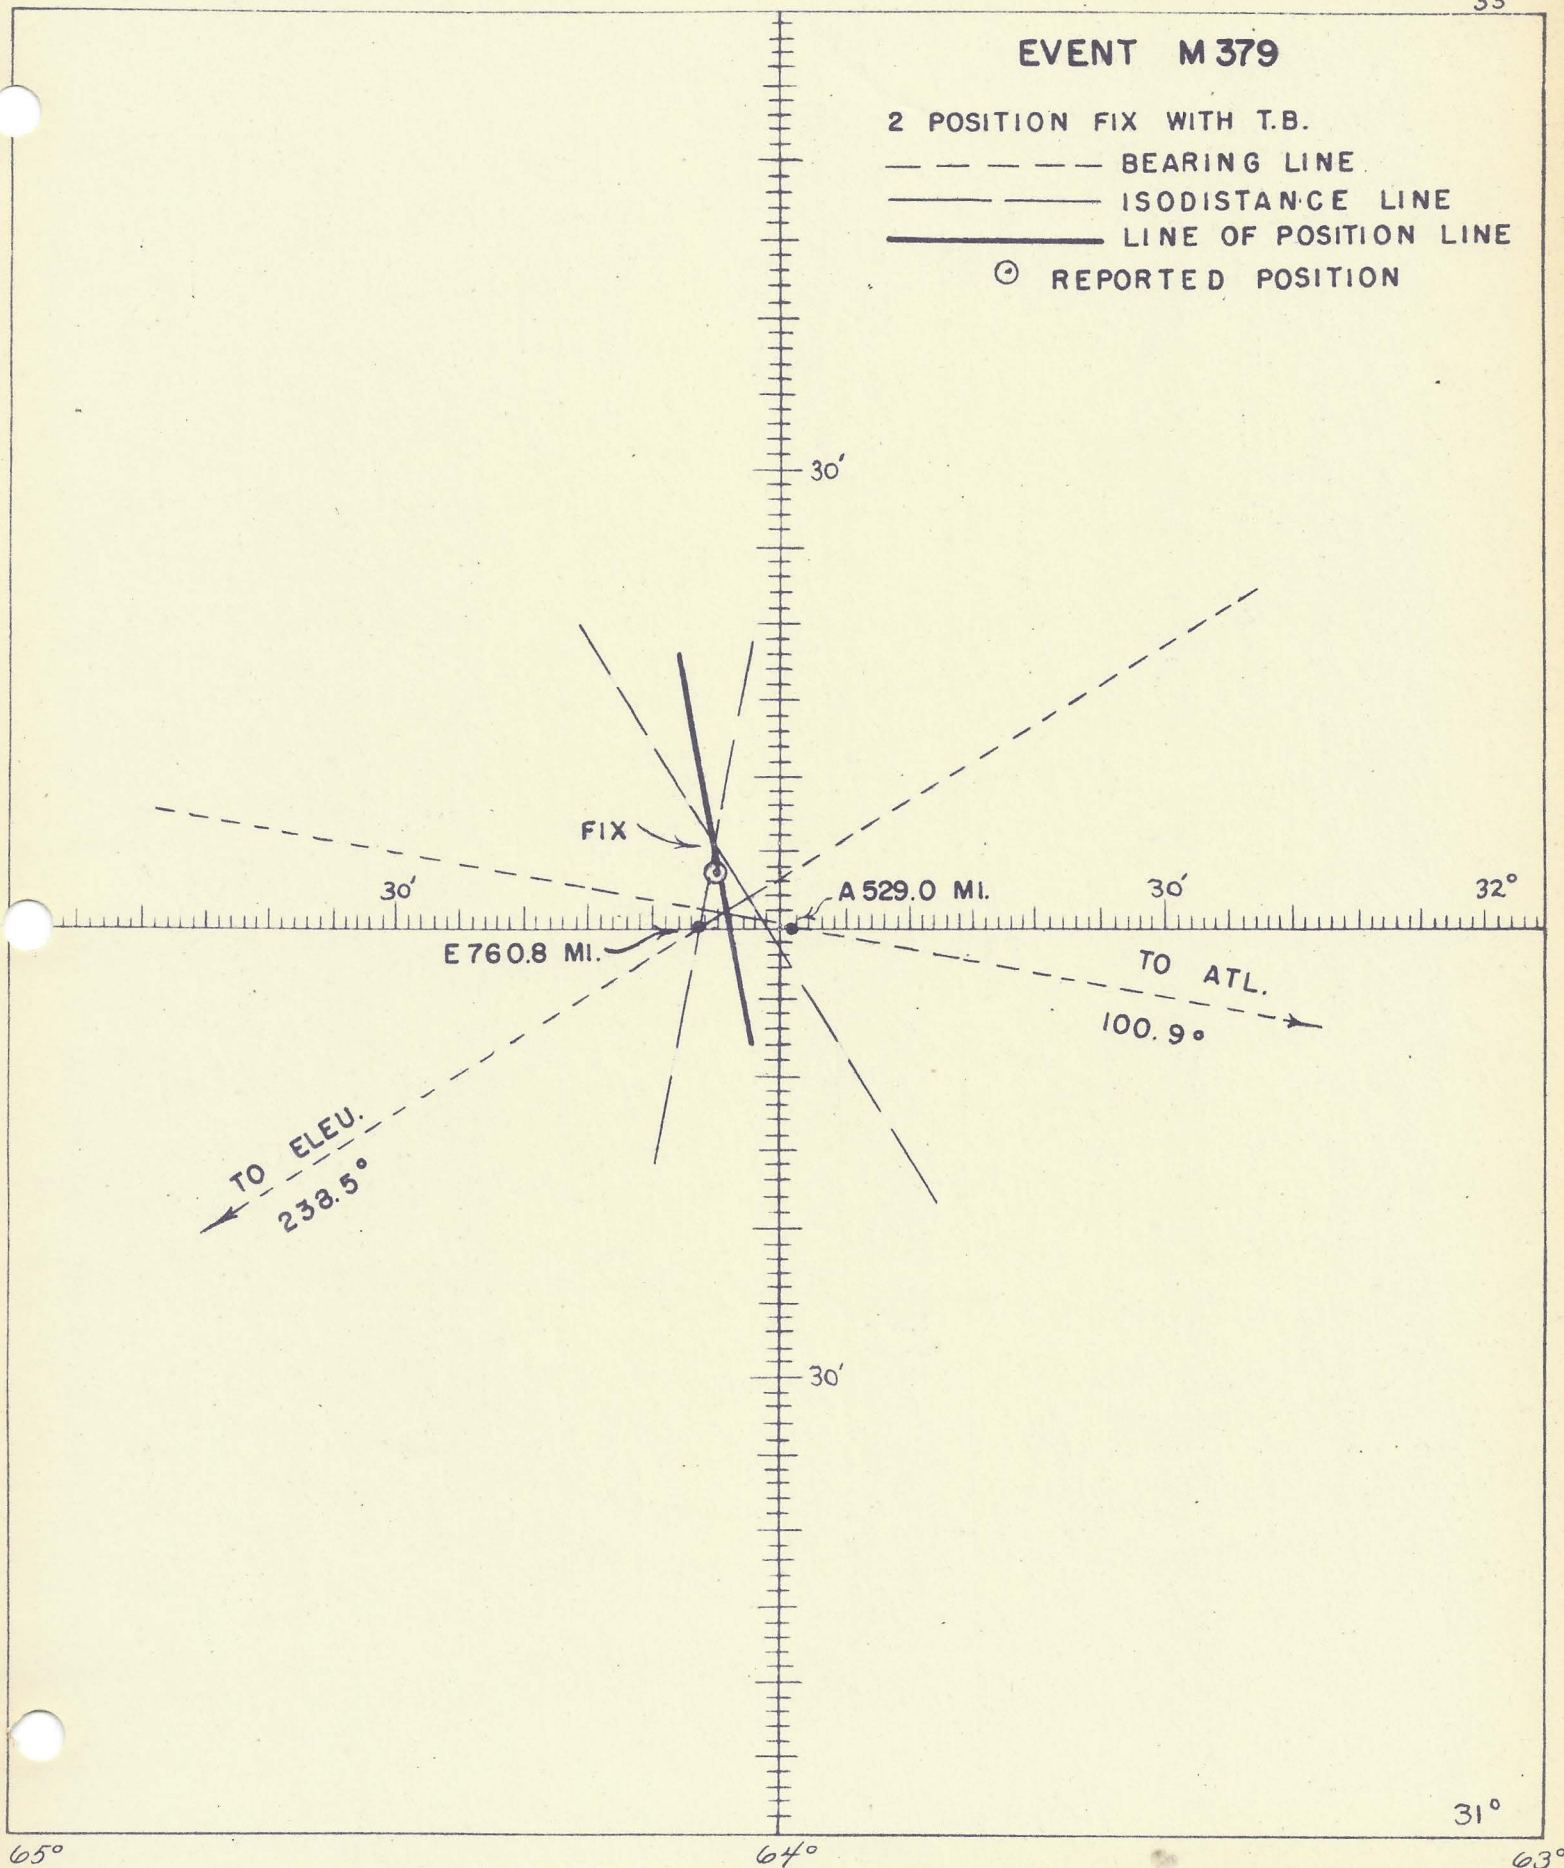 33
EVENT M 379
2 POSITION FIX WITH T.B.
BEARING LINE
ISODISTANCE LINE
LINE OF POSITION LINE
REPORTED POSITION
30'
FIX
30'
A 529.0 MI.
30'
32°
E 760.8 MI.
TO ATL.
100.9°
TO ELEU.
238.5°
30'
31°
65°
64°
63°